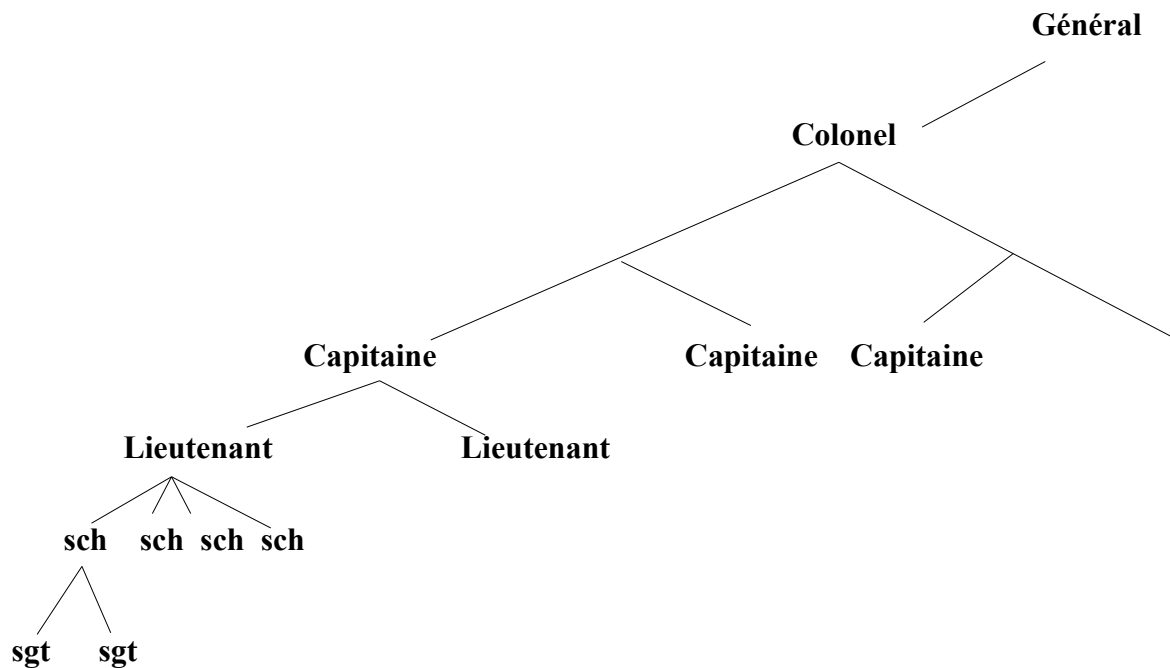 Général
Colonel
Capitaine Capitaine Capitaine
Lieutenant Lieutenant
sch sch sch sch
sgt sgt